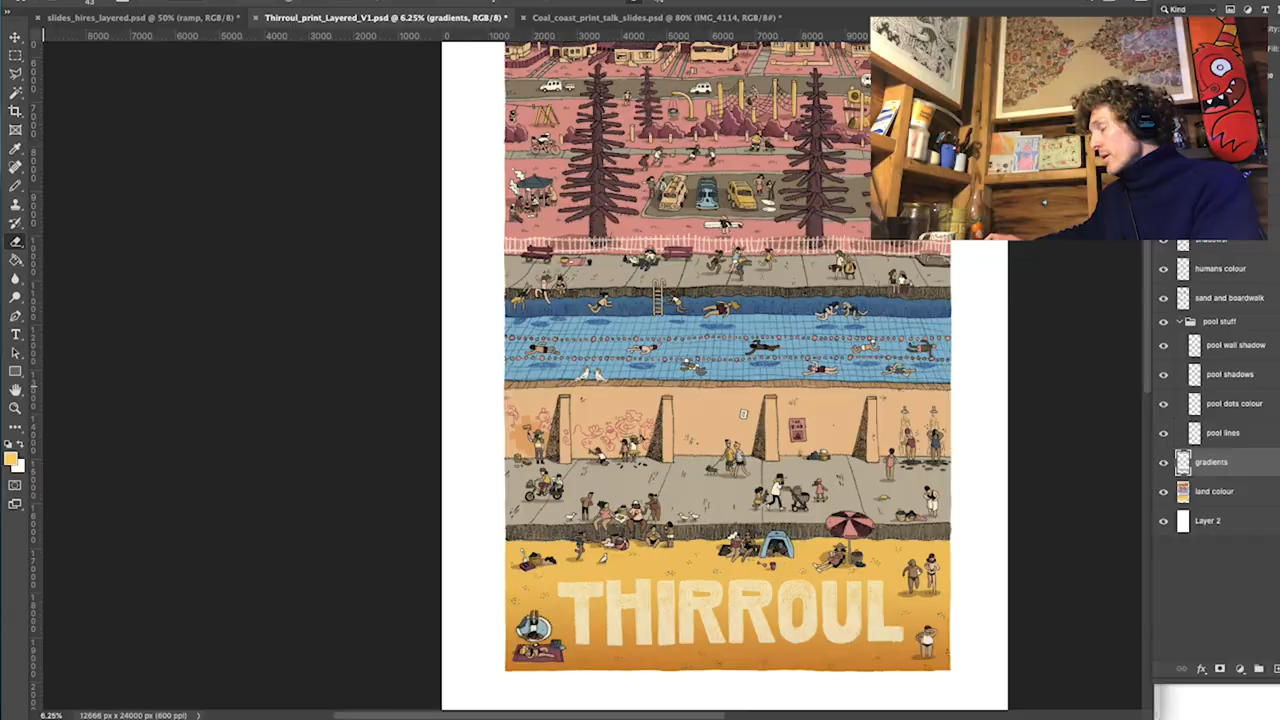 slides_hires_layered.psd @ 50% (ramp, RGB/8) *
Thirroul_print_Layered_V1.psd @ 6.25% (gradients, RGB/8) *
Coal_coast_print_talk_slides.psd @ 80% (IMG_4114, RGB/8#) *
Kind
8000 7000 6000 5000 4000 3000 2000 1000 0 1000 2000 3000 4000 5000 6000 7000 8000 9000
humans colour
sand and boardwalk
pool stuff
pool wall shadow
pool shadows
pool dots colour
pool lines
gradients
land colour
Layer 2
THIRROUL
6.25%
12666 px x 24000 px (600 ppi)